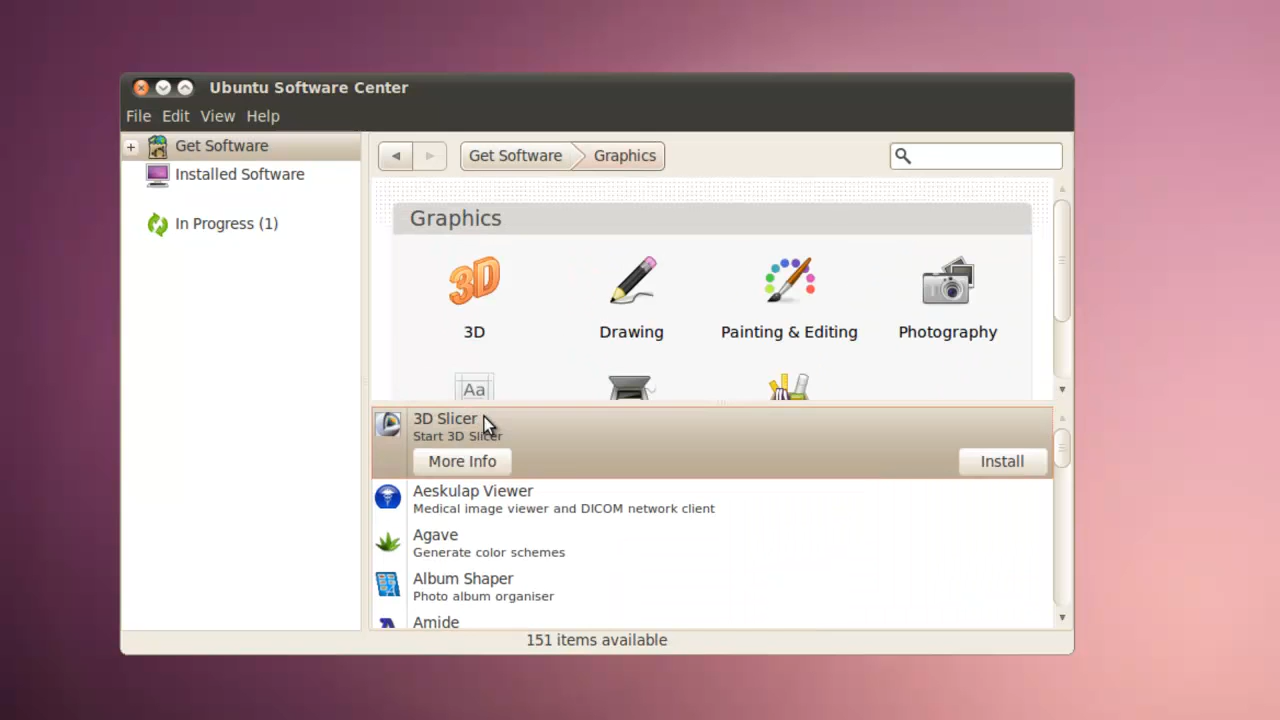 Ubuntu Software Center
File Edit View Help
Get Software
Installed Software
In Progress (1)
Get Software Graphics
Graphics
3D
3D Drawing Painting & Editing Photography
Aa
3D Slicer
Start 3D Slicer
More Info Install
Aeskulap Viewer
Medical image viewer and DICOM network client
Agave
Generate color schemes
Album Shaper
Photo album organiser
Amide
151 items available